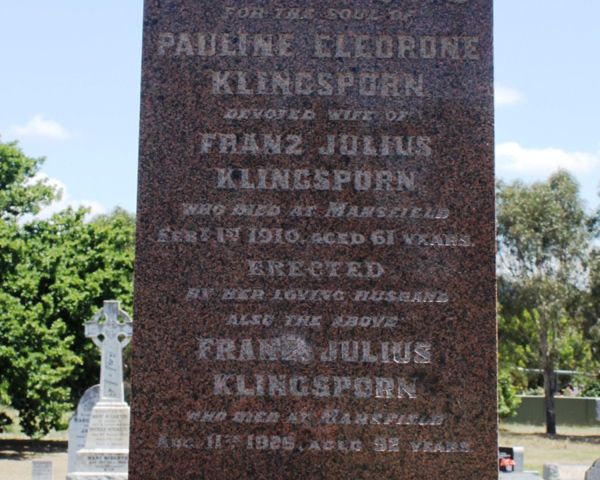 FOR THE SOUL OF
PAULINE ELEDRONE
KLINGSPORN
DEVOTED WIFE OF
FRANZ JULIUS
KLINGSPORN
WHO DIED AT MANSFIELD
SEPT 1ST 1910, AGED 61 YEARS.
ERECTED
BY HER LOVING HUSBAND
ALSO THE ABOVE
FRANZ JULIUS
KLINGSPORN
WHO DIED AT MANSFIELD
AUG. 11TH 1928, AGED 92 YEARS.